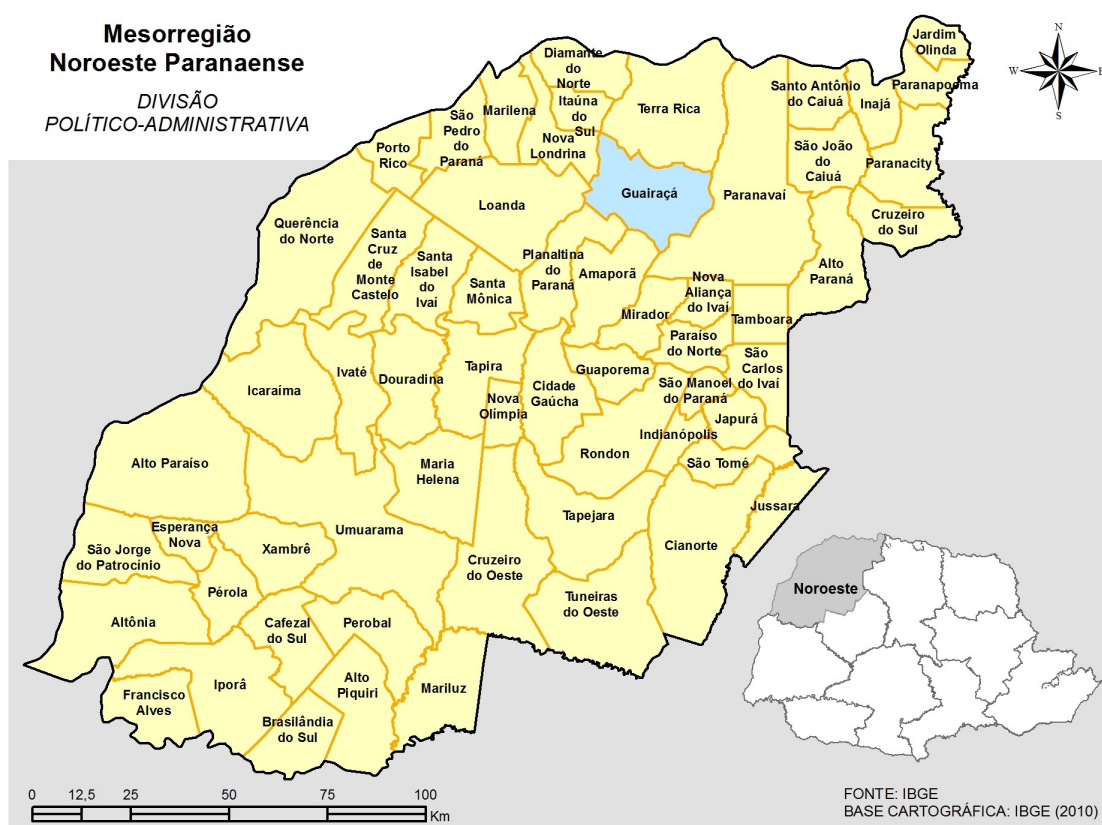 Mesorregião
Noroeste Paranaense
DIVISÃO
POLÍTICO-ADMINISTRATIVA
N
W
E
S
Jardim
Olinda
Paranapoema
Diamante
do
Norte
Itaúna
do
Sul
Terra Rica
Santo Antônio
do Caiuá
Inajá
Marilena
São
Pedro
do
Paraná
Nova
Londrina
Porto
Rico
São João
do
Caiuá
Paranacity
Guairaçá
Paranavaí
Loanda
Cruzeiro
do Sul
Querência
do Norte
Santa
Cruz
de
Monte
Castelo
Santa
Isabel
do
Ivaí
Santa
Mônica
Planaltina
do
Paraná
Amaporã
Alto
Paraná
Nova
Aliança
do Ivaí
Mirador
Tamboara
Paraíso
do Norte
São
Carlos
do Ivaí
Icaraíma
Ivaté
Douradina
Tapira
Nova
Olímpia
Cidade
Gaúcha
Guaporema
São Manoel
do Paraná
Japurá
Indianópolis
Rondon
São Tomé
Alto Paraíso
Maria
Helena
Jussara
Tapejara
Cianorte
Umuarama
Esperança
Nova
São Jorge
do Patrocínio
Xambrê
Cruzeiro
do Oeste
Pérola
Tuneiras
do Oeste
Noroeste
Altônia
Cafezal
do Sul
Perobal
Francisco
Alves
Iporã
Alto
Piquiri
Mariluz
Brasilândia
do Sul
0 12,5 25 50 75 100
Km
FONTE: IBGE
BASE CARTOGRÁFICA: IBGE (2010)